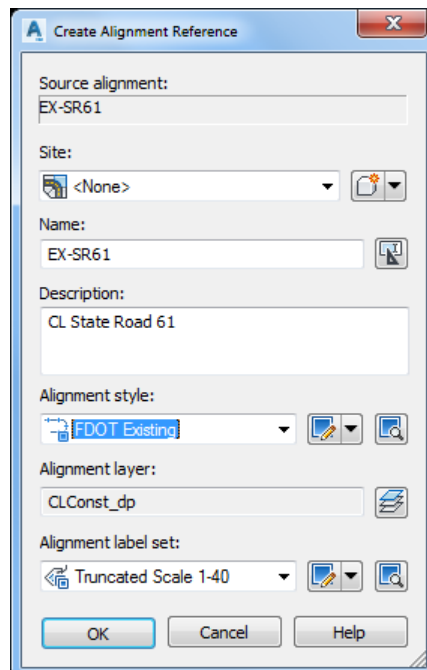 Create Alignment Reference
Source alignment:
EX-SR61
Site:
<None>
Name:
EX-SR61
Description:
CL State Road 61
Alignment style:
FDOT Existing
Alignment layer:
CLConst_dp
Alignment label set:
Truncated Scale 1-40
OK Cancel Help